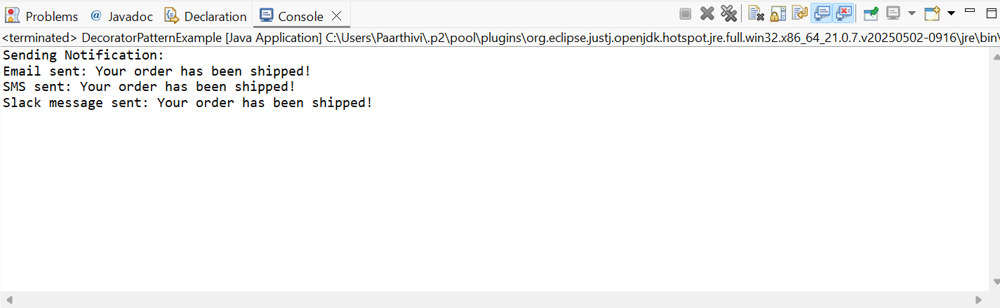 Problems @ Javadoc Declaration Console
<terminated> DecoratorPatternExample [Java Application] C:\Users\Paarthivi\.p2\pool\plugins\org.eclipse.justj.openjdk.hotspot.jre.full.win32.x86_64_21.0.7.v20250502-0916\jre\bin\
Sending Notification:
Email sent: Your order has been shipped!
SMS sent: Your order has been shipped!
Slack message sent: Your order has been shipped!